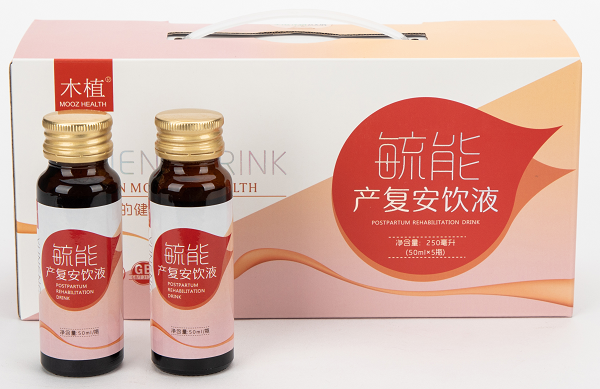 木植®
MOOZ HEALTH
DRINK
毓能
产复安饮液
POSTPARTUM REHABILITATION DRINK
净含量：250毫升
(50ml×5瓶)
的健
毓能
产复安饮液
POSTPARTUM
REHABILITATION
DRINK
净含量:50ml/瓶
毓能
产复安饮液
POSTPARTUM
REHABILITATION
DRINK
净含量:50ml/瓶